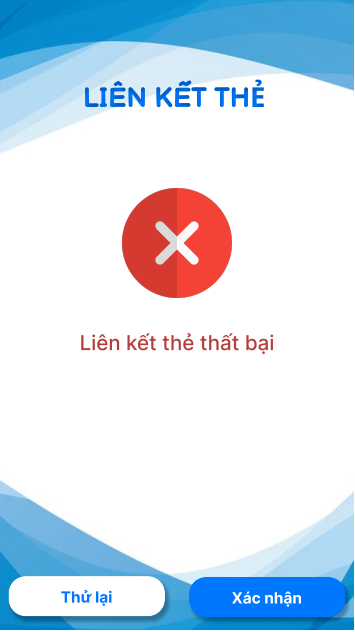 LIÊN KẾT THẺ
Liên kết thẻ thất bại
Thử lại
Xác nhận